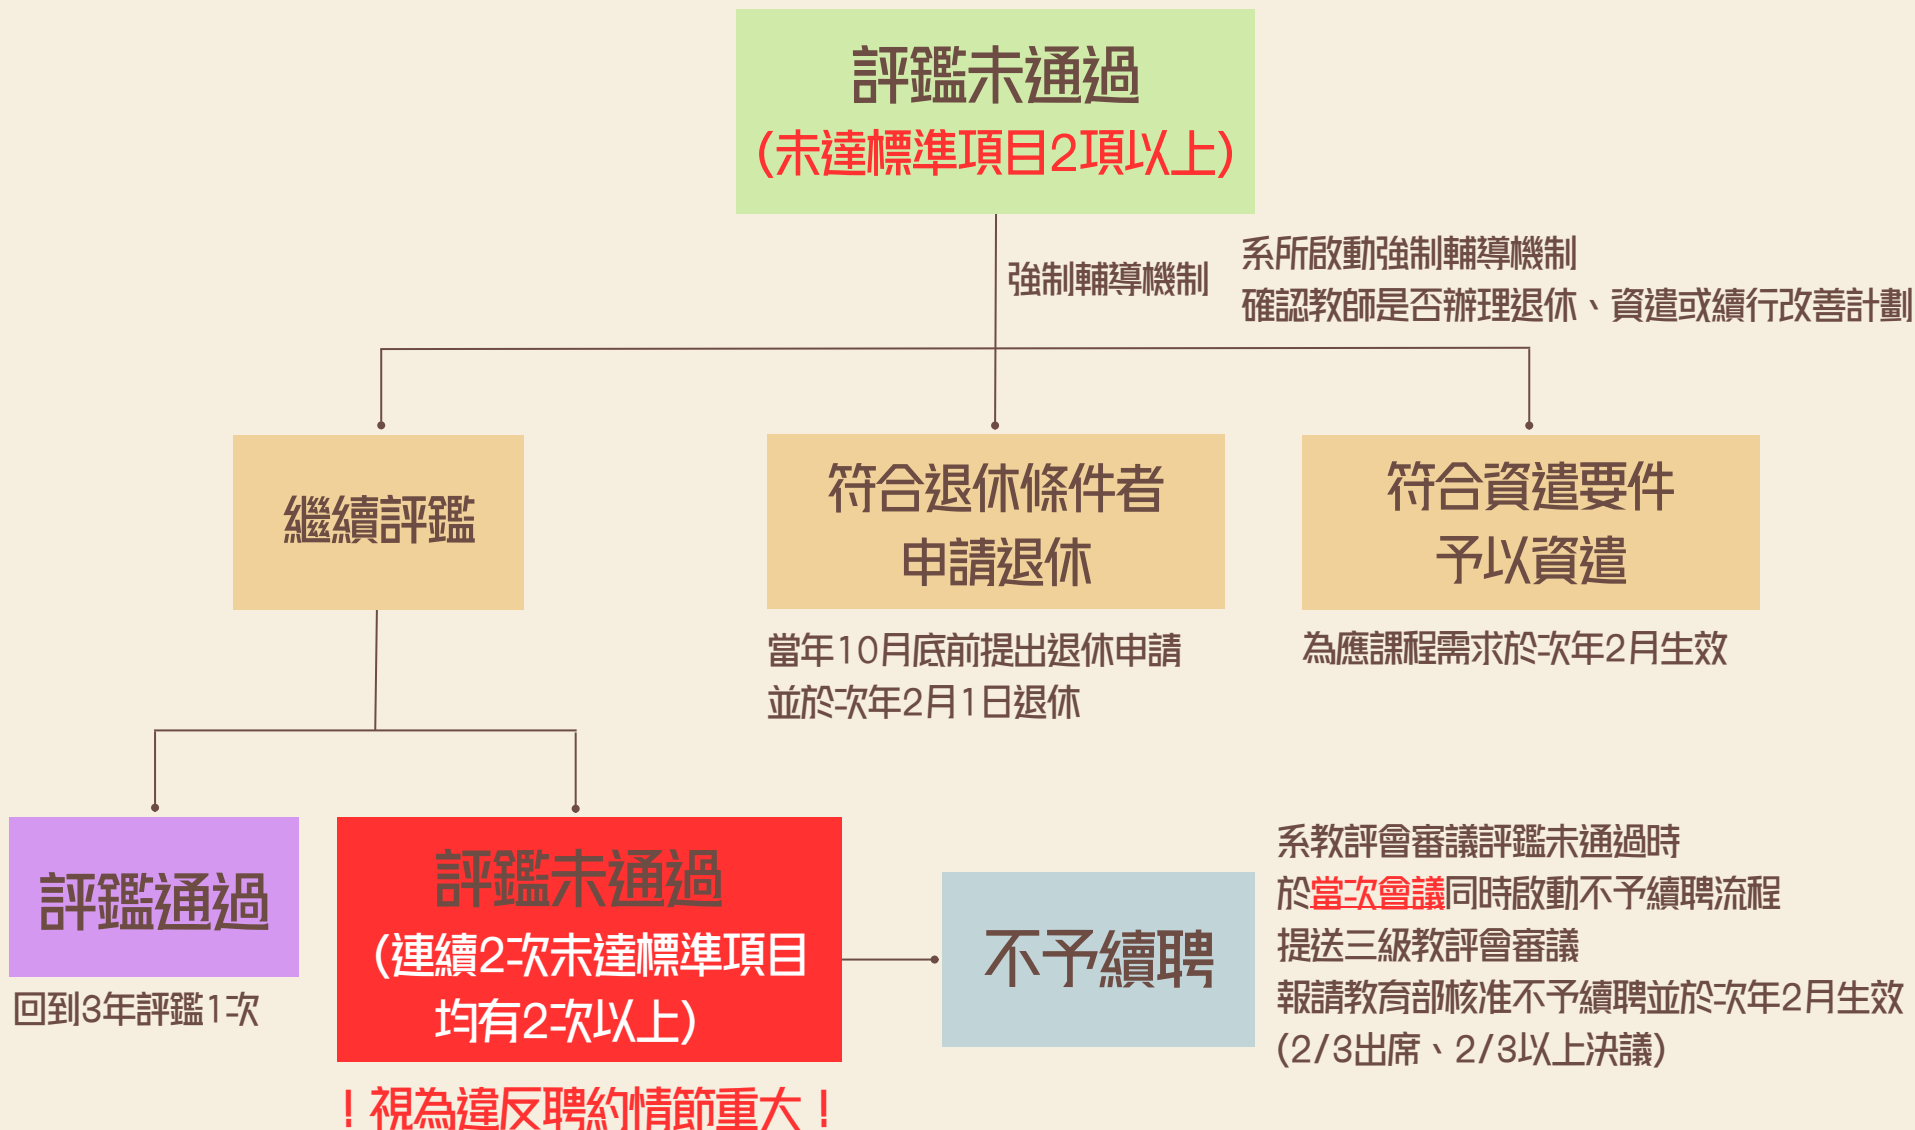 評鑑未通過
(未達標準項目2項以上)
強制輔導機制
系所啟動強制輔導機制
確認教師是否辦理退休、資遣或續行改善計劃
繼續評鑑
符合退休條件者
申請退休
當年10月底前提出退休申請
並於次年2月1日退休
符合資遣要件
予以資遣
為應課程需求於次年2月生效
評鑑通過
回到3年評鑑1次
評鑑未通過
(連續2次未達標準項目
均有2次以上)
!視為違反聘約情節重大!
不予續聘
系教評會審議評鑑未通過時
於當次會議同時啟動不予續聘流程
提送三級教評會審議
報請教育部核准不予續聘並於次年2月生效
(2/3出席、2/3以上決議)